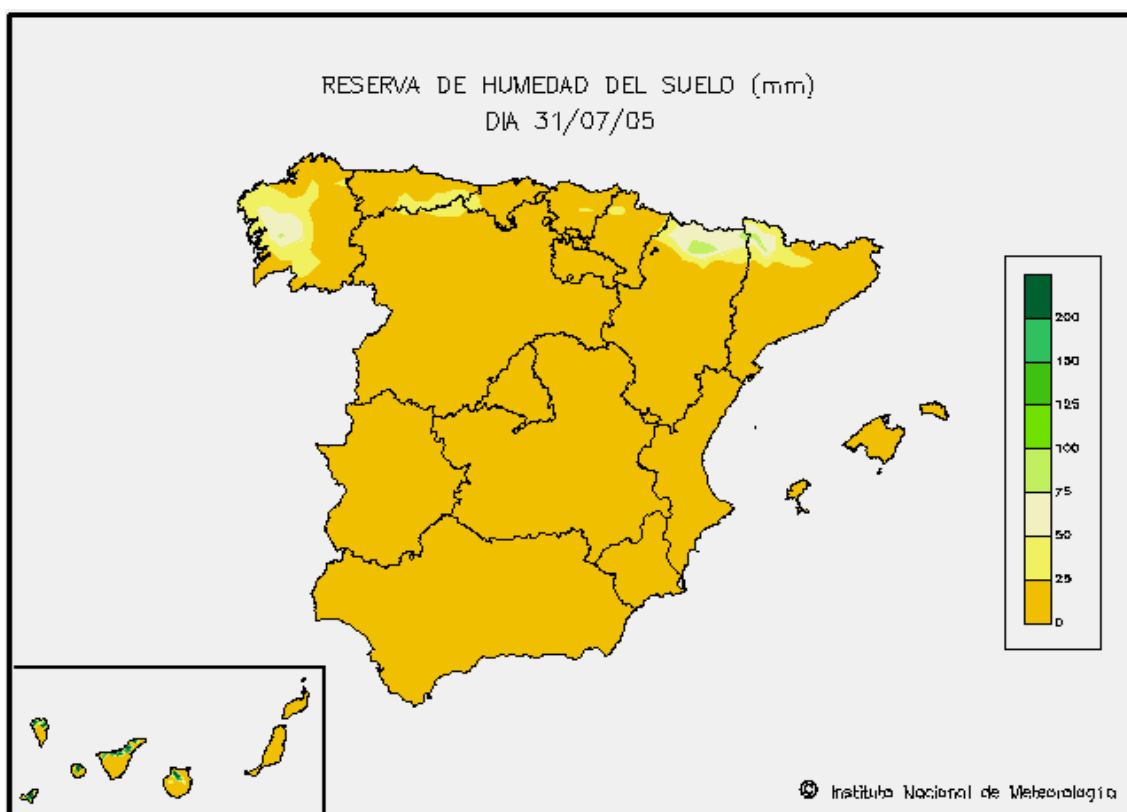 RESERVA DE HUMEDAD DEL SUELO (mm)
DIA 31/07/05
200
150
125
100
75
50
25
0
© Instituto Nacional de Meteorología